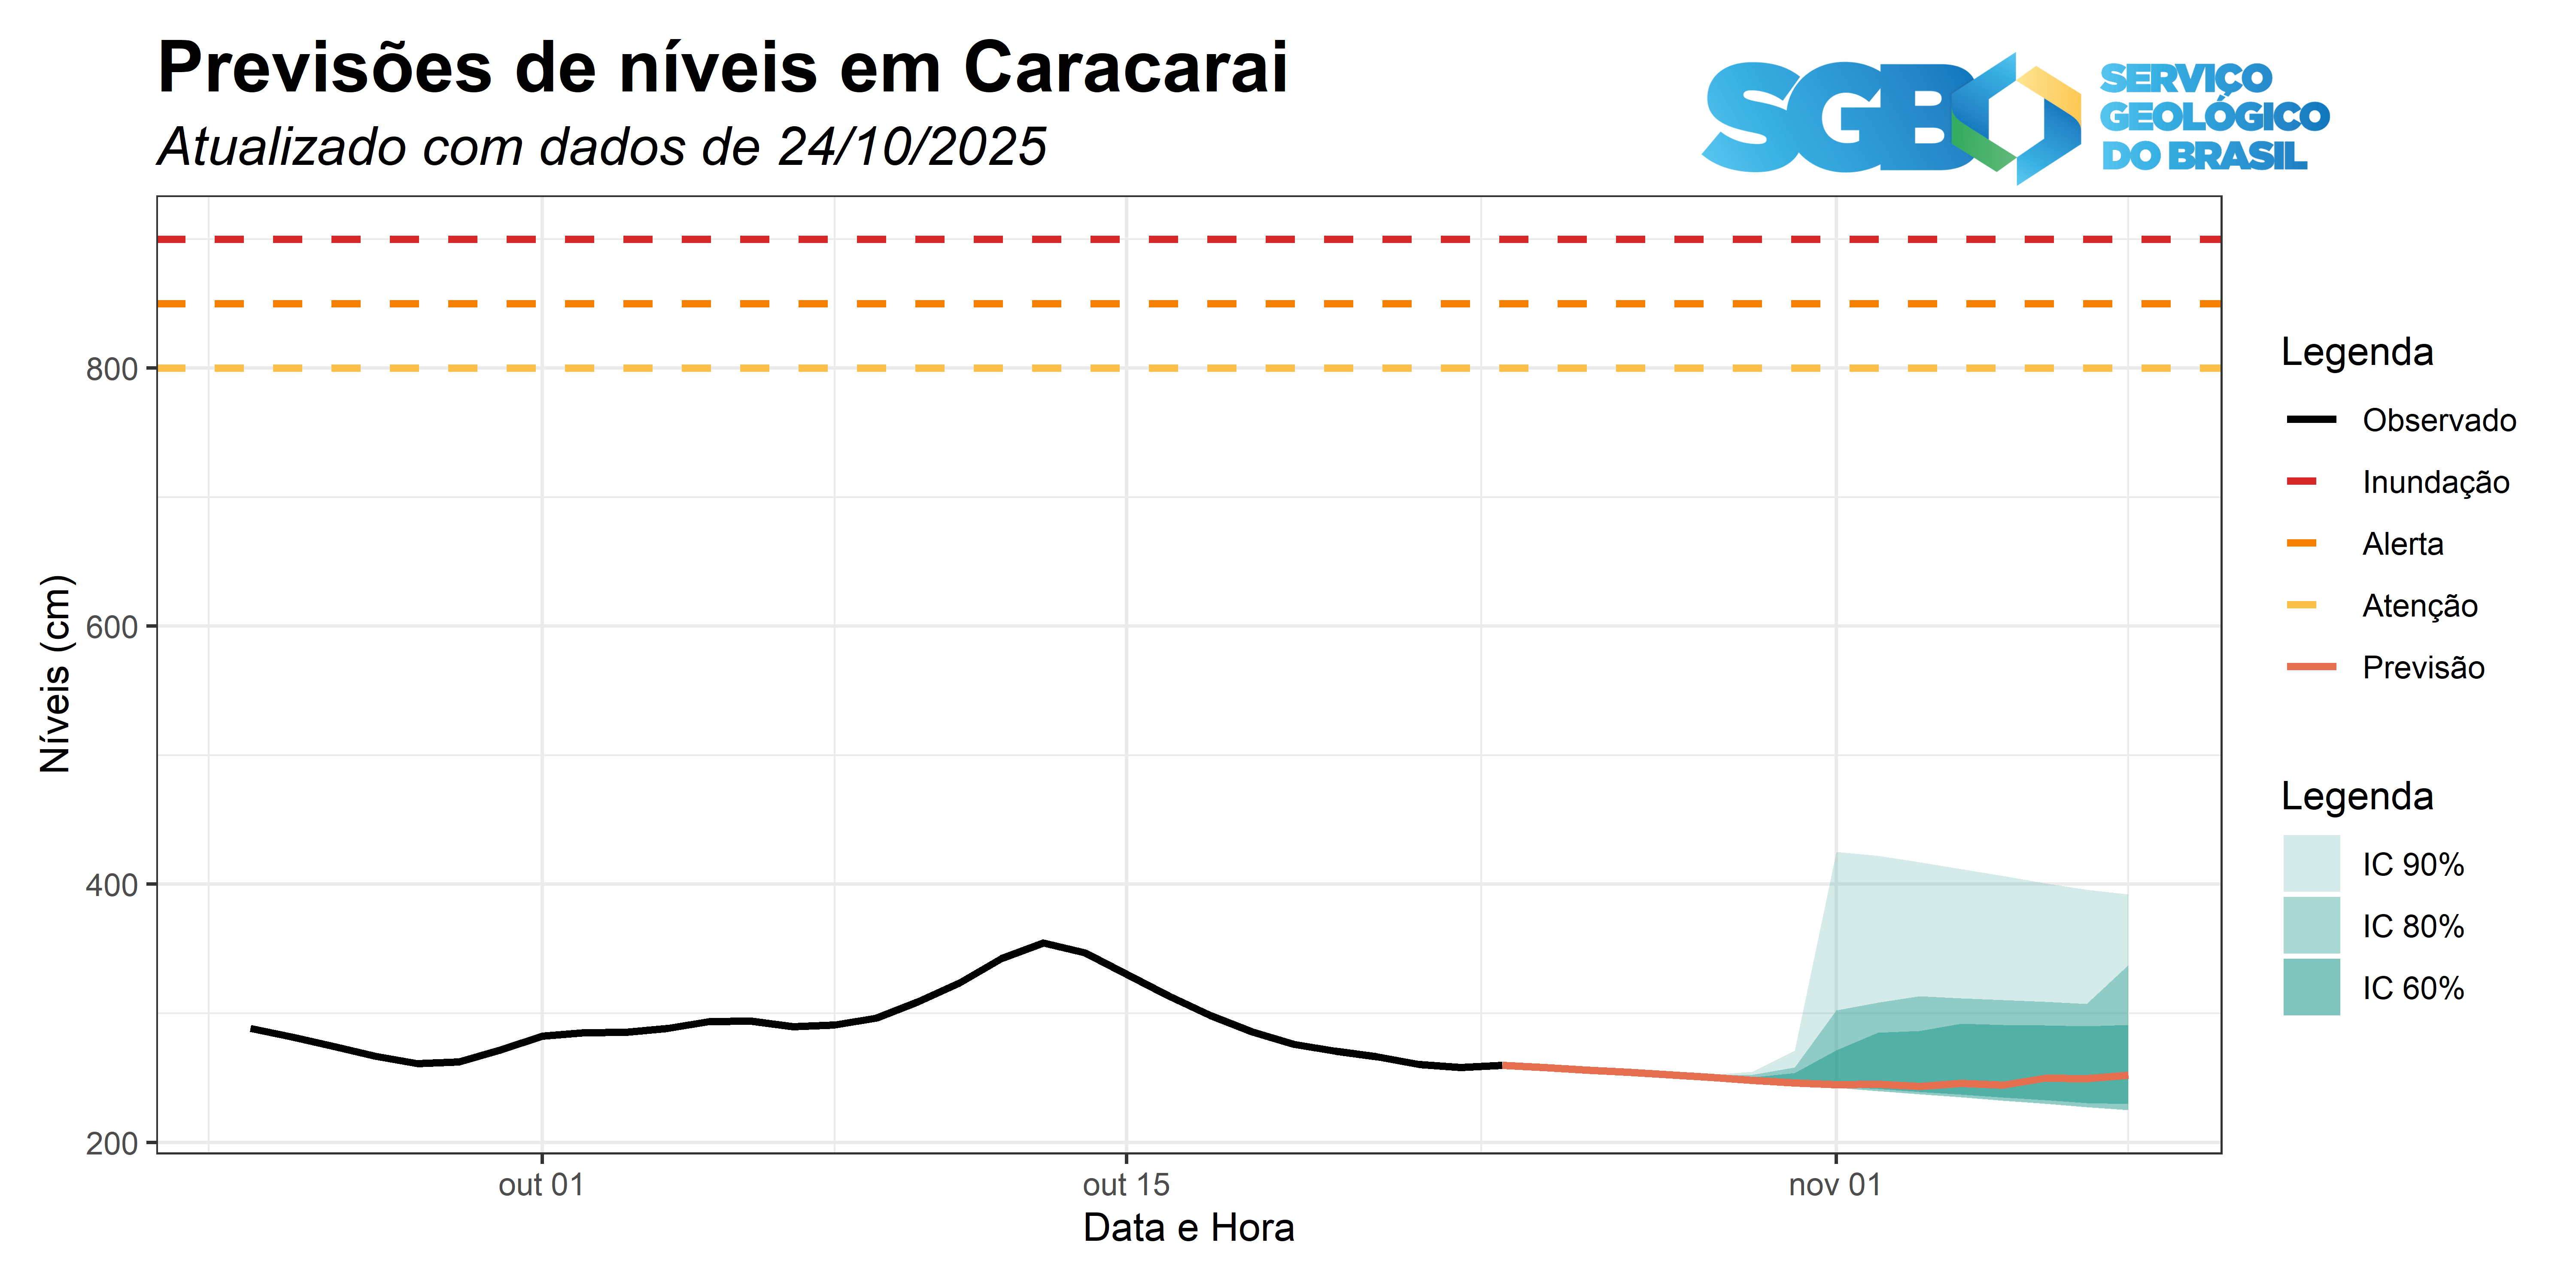 Previsões de níveis em Caracarai
Atualizado com dados de 24/10/2025
SGB
SERVIÇO
GEOLÓGICO
DO BRASIL
Níveis (cm)
800
600
400
200
out 01
out 15
nov 01
Data e Hora
Legenda
Observado
Inundação
Alerta
Atenção
Previsão
Legenda
IC 90%
IC 80%
IC 60%